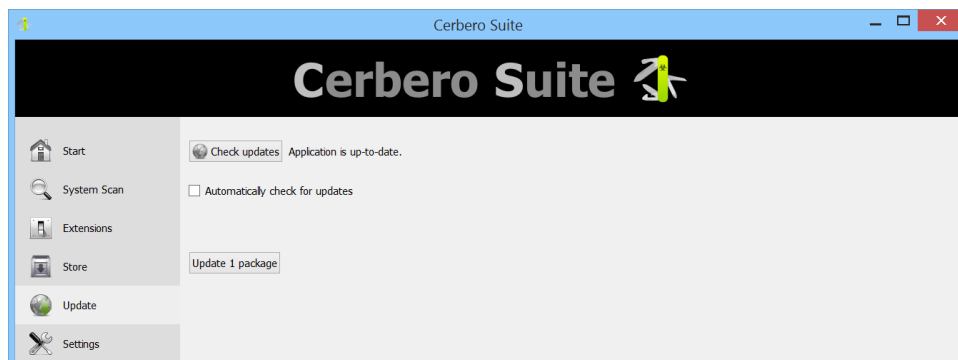 Cerbero Suite
Cerbero Suite
Start
System Scan
Extensions
Store
Update
Settings
Check updates Application is up-to-date.
Automatically check for updates
Update 1 package